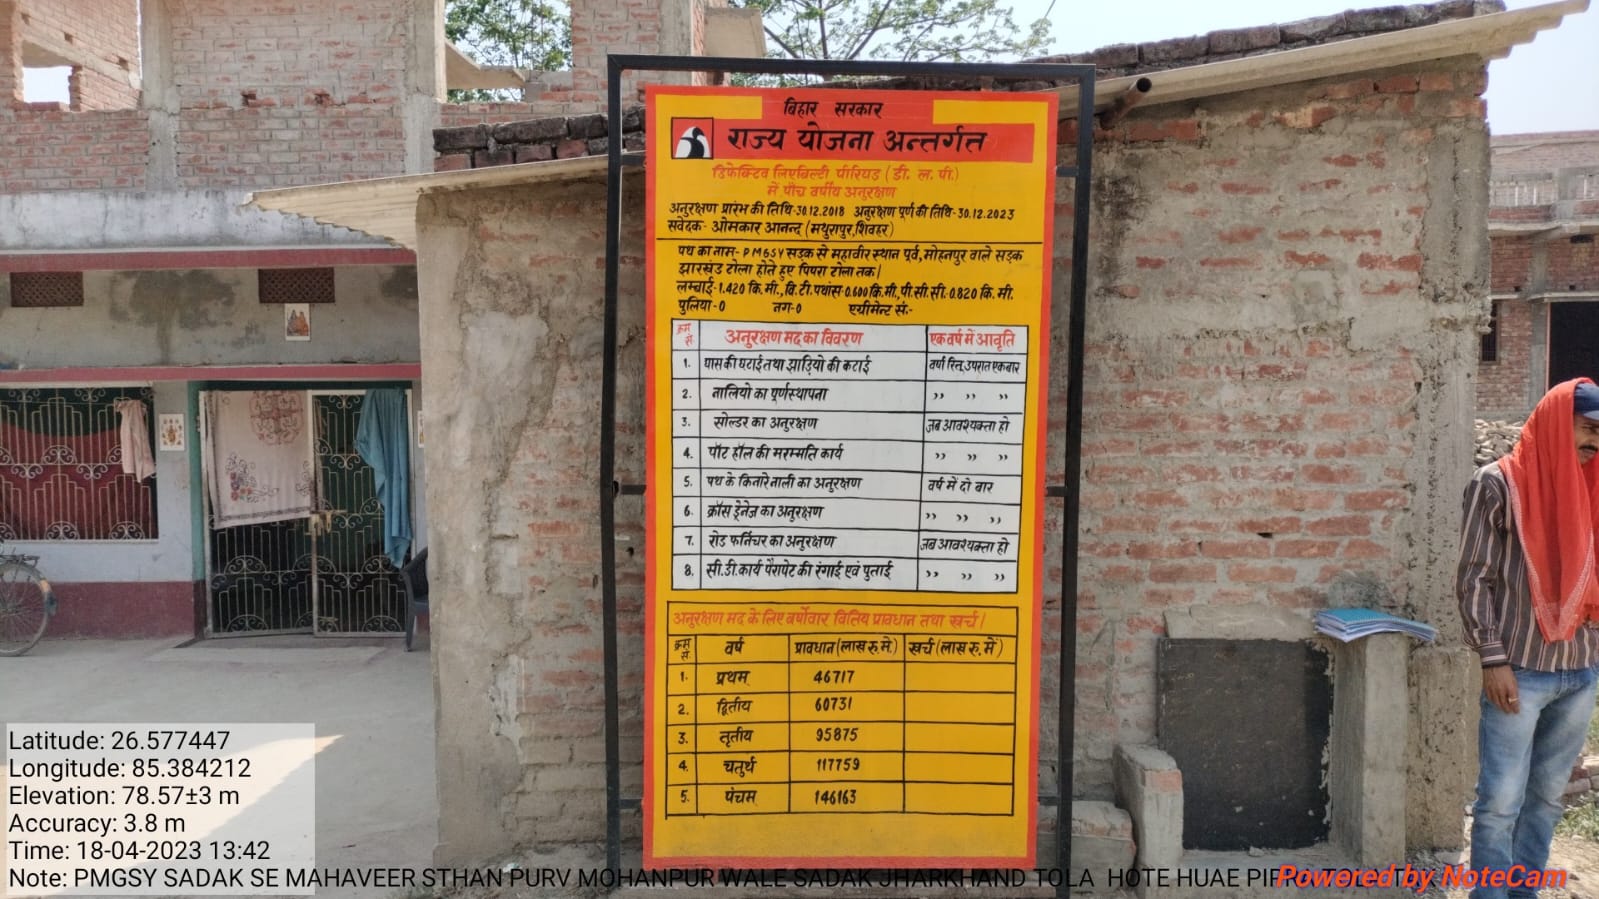 बिहार सरकार
राज्य योजना अन्तर्गत
डिफेक्टिव लिएबिल्टी पीरियड (डी. ल. पी.)
में पाँच वर्षीय अनुरक्षण
अनुरक्षण प्रारंभ की तिथि-30.12.2018 अनुरक्षण पूर्ण की तिथि-30.12.2023
संवेदक- ओमकार आनन्द (मथुरापुर,शिवहर)
पथ का नाम- PMGSY सड़क से महावीर स्थान पूर्व, मोहनपुर वाले सड़क
झारखंड टोला होते हुए पिपरा टोला तक।
लम्बाई-1.420 कि.मी., वि.टी.पथांस-0.600 कि.मी, पी.सी.सी.-0.820 कि.मी.
पुलिया-0 नग-0 एग्रीमेन्ट सं:-
क्रम सं. अनुरक्षण मद का विवरण एक वर्ष में आवृति
1. घास की घटाई तथा झाड़ियो की कटाई वर्षा रितू उपरात एक बार
2. नालियो का पूर्णस्थापना ,, ,, ,,
3. सोल्डर का अनुरक्षण जब आवश्यक्ता हो
4. पॉट हॉल की मरम्मति कार्य ,, ,, ,,
5. पथ के किनारे नाली का अनुरक्षण वर्ष में दो बार
6. क्रॉस ड्रेनेज का अनुरक्षण ,, ,, ,,
7. रोड फर्निचर का अनुरक्षण जब आवश्यक्ता हो
8. सी.डी.कार्य पैरापेट की रंगाई एवं पुताई ,, ,, ,,
अनुरक्षण मद के लिए वर्षोवार वित्तिय प्रावधान तथा खर्च।
क्रम सं. वर्ष प्रावधान (लाख रु.में.) खर्च (लाख रु. में)
1. प्रथम 46717
2. द्वितीय 60731
3. तृतीय 95875
4. चतुर्थ 117759
5. पंचम 146163
Latitude: 26.577447
Longitude: 85.384212
Elevation: 78.57±3 m
Accuracy: 3.8 m
Time: 18-04-2023 13:42
Note: PMGSY SADAK SE MAHAVEER STHAN PURV MOHANPUR WALE SADAK JHARKHAND TOLA HOTE HUAE
Powered by NoteCam